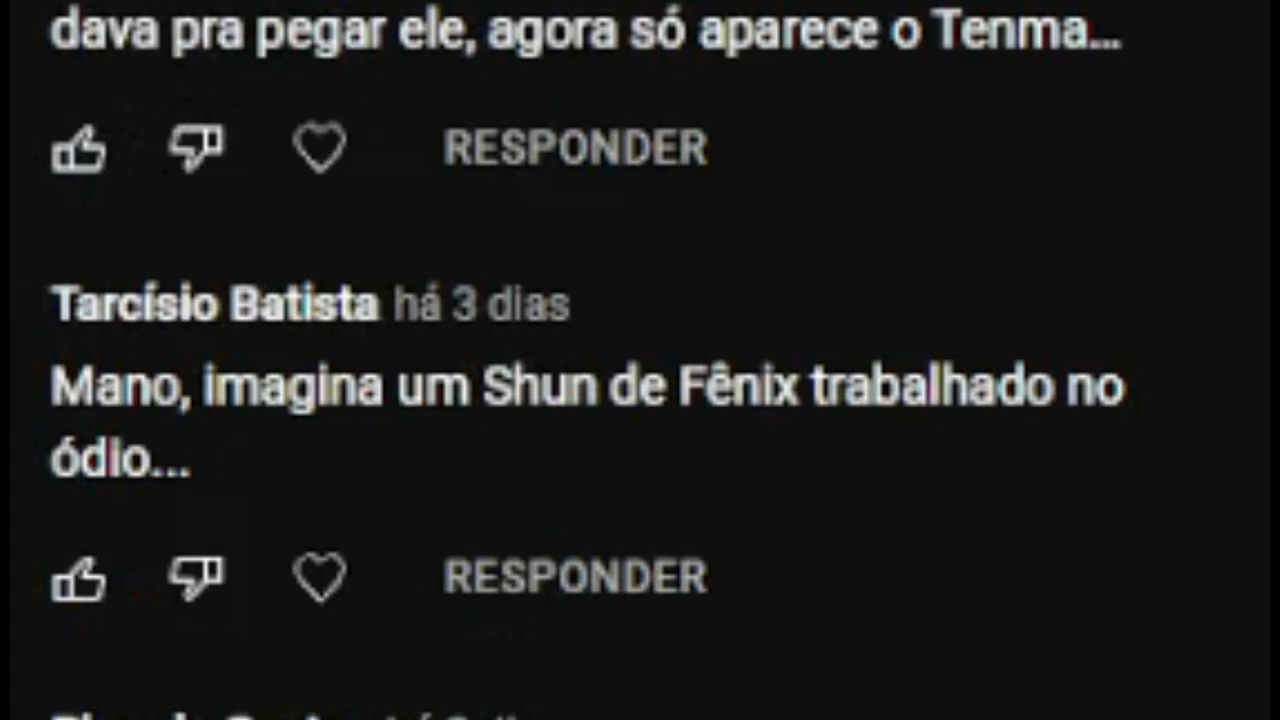 dava pra pegar ele, agora só aparece o Tenma...
RESPONDER
Tarcísio Batista há 3 dias
Mano, imagina um Shun de Fênix trabalhado no
ódio...
RESPONDER